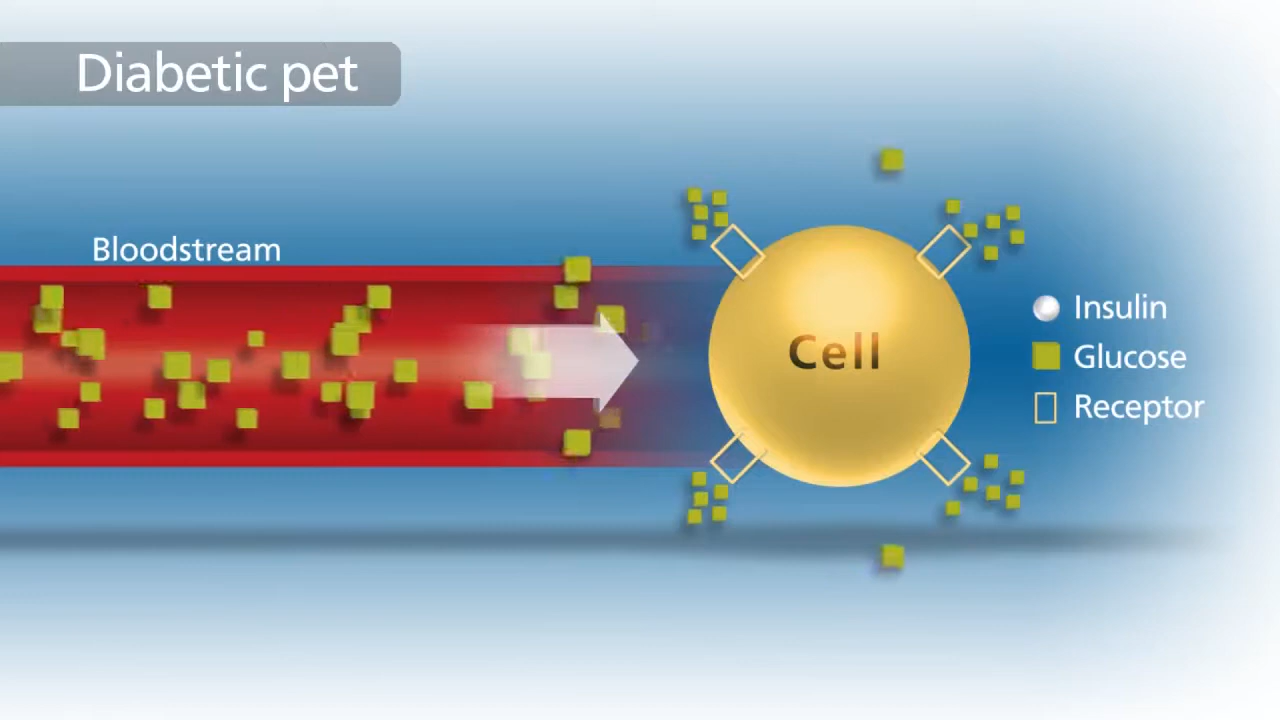 Diabetic pet
Bloodstream
Cell
Insulin
Glucose
Receptor